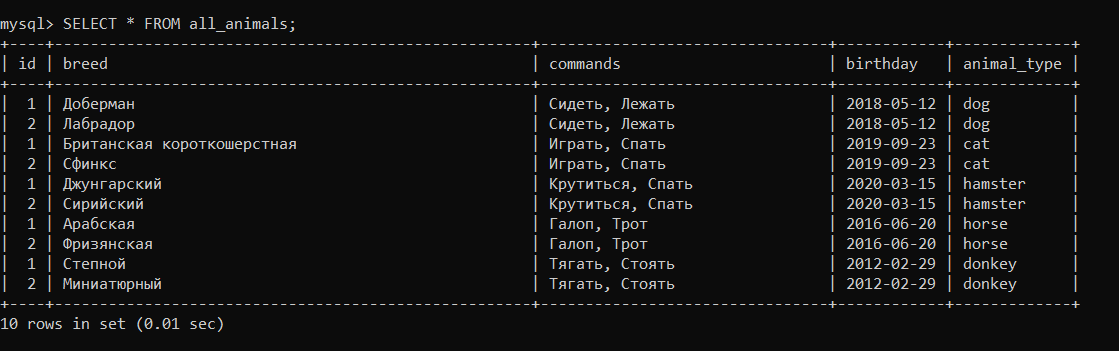 mysql> SELECT * FROM all_animals;
+----+----------------------------------------------------+--------------------------------+------------+-------------+
| id | breed | commands | birthday | animal_type |
+----+----------------------------------------------------+--------------------------------+------------+-------------+
| 1 | Доберман | Сидеть, Лежать | 2018-05-12 | dog |
| 2 | Лабрадор | Сидеть, Лежать | 2018-05-12 | dog |
| 1 | Британская короткошерстная | Играть, Спать | 2019-09-23 | cat |
| 2 | Сфинкс | Играть, Спать | 2019-09-23 | cat |
| 1 | Джунгарский | Крутиться, Спать | 2020-03-15 | hamster |
| 2 | Сирийский | Крутиться, Спать | 2020-03-15 | hamster |
| 1 | Арабская | Галоп, Трот | 2016-06-20 | horse |
| 2 | Фризянская | Галоп, Трот | 2016-06-20 | horse |
| 1 | Степной | Тягать, Стоять | 2012-02-29 | donkey |
| 2 | Миниатюрный | Тягать, Стоять | 2012-02-29 | donkey |
+----+----------------------------------------------------+--------------------------------+------------+-------------+
10 rows in set (0.01 sec)